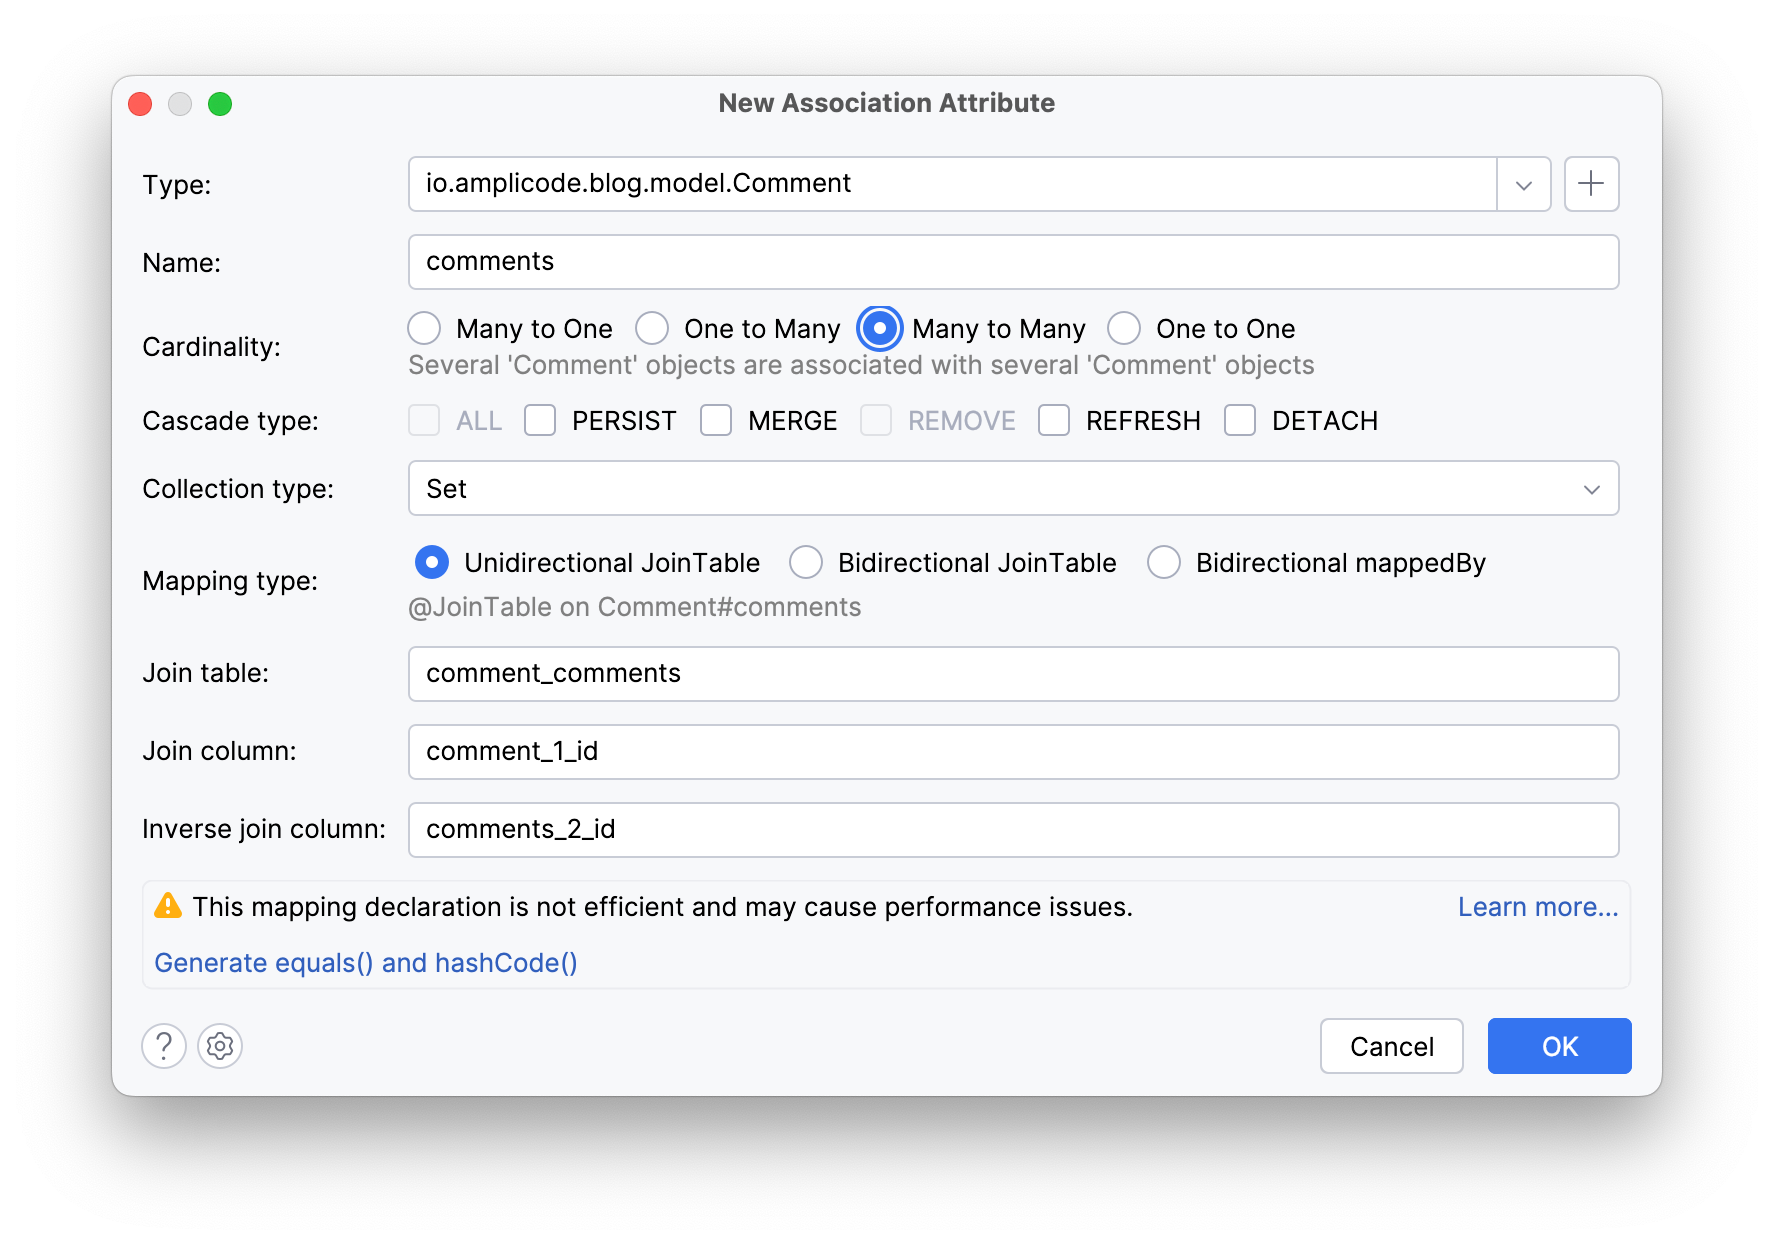 New Association Attribute
Type: io.amplicode.blog.model.Comment
Name: comments
Cardinality: Many to One One to Many Many to Many One to One
Several 'Comment' objects are associated with several 'Comment' objects
Cascade type: ALL PERSIST MERGE REMOVE REFRESH DETACH
Collection type: Set
Mapping type: Unidirectional JoinTable Bidirectional JoinTable Bidirectional mappedBy
@JoinTable on Comment#comments
Join table: comment_comments
Join column: comment_1_id
Inverse join column: comments_2_id
This mapping declaration is not efficient and may cause performance issues. Learn more...
Generate equals() and hashCode()
? Cancel OK